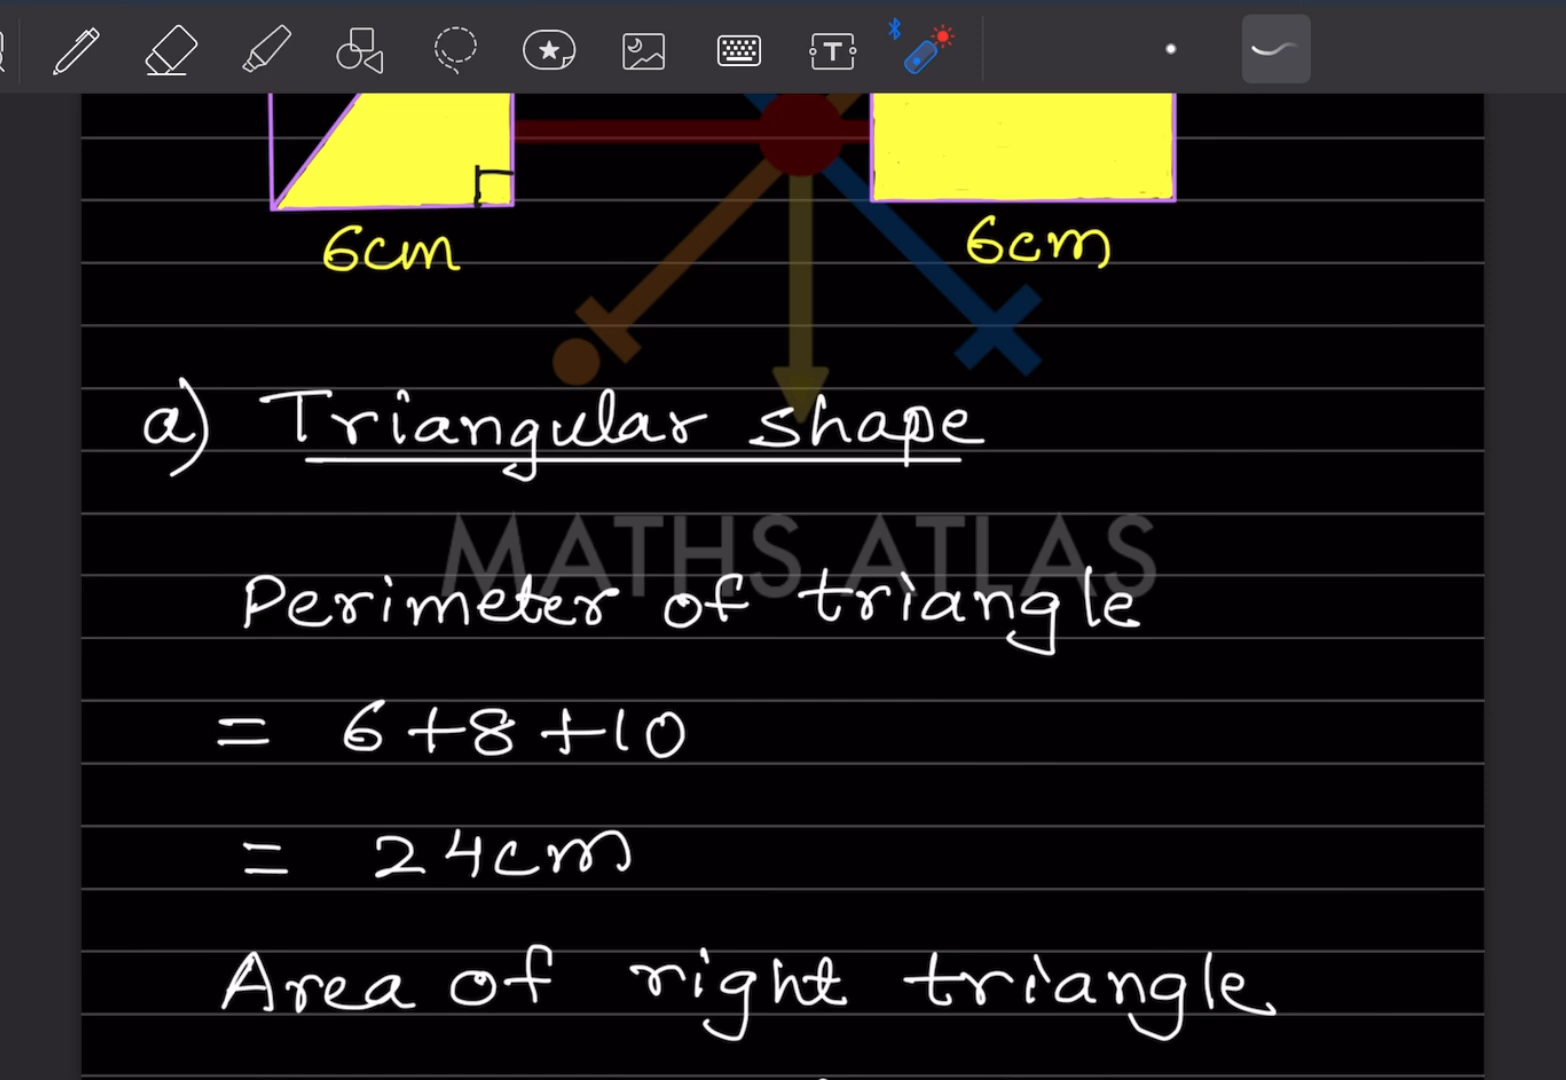 6cm 6cm
a) Triangular shape
MATHS ATLAS
Perimeter of triangle
= 6+8+10
= 24cm
Area of right triangle